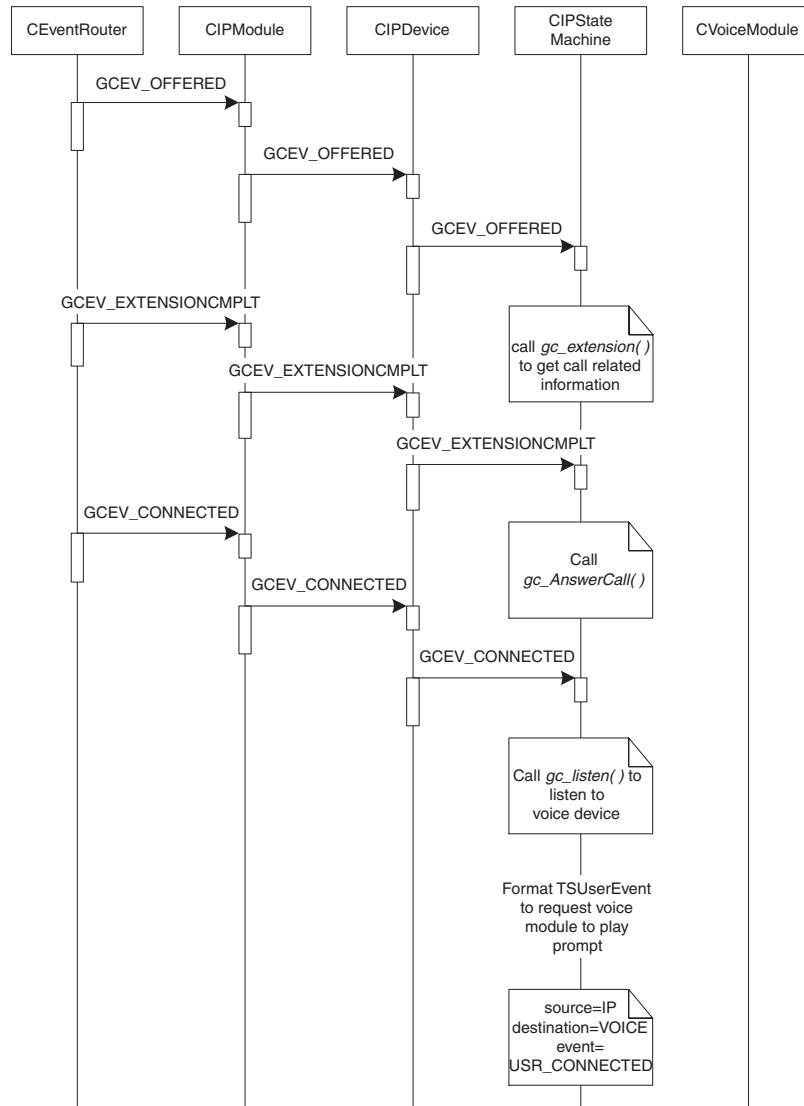 CEventRouter
CIPModule
CIPDevice
CIPState
Machine
CVoiceModule
GCEV_OFFERED
GCEV_OFFERED
GCEV_OFFERED
GCEV_EXTENSIONCMPLT
call gc_extension( )
to get call related
information
GCEV_EXTENSIONCMPLT
GCEV_EXTENSIONCMPLT
GCEV_CONNECTED
Call
gc_AnswerCall( )
GCEV_CONNECTED
GCEV_CONNECTED
Call gc_listen( ) to
listen to
voice device
Format TSUserEvent
to request voice
module to play
prompt
source=IP
destination=VOICE
event=
USR_CONNECTED